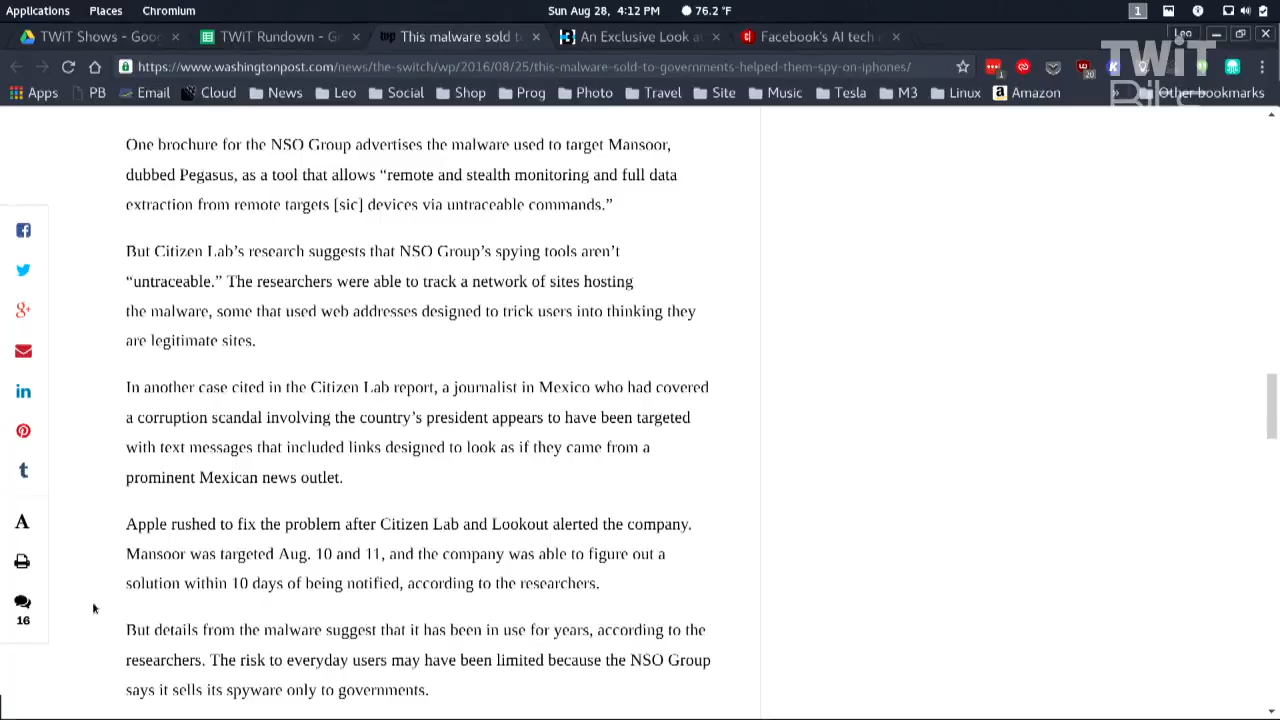 Applications Places Chromium Sun Aug 28, 4:12 PM 76.2 °F 1
TWiT Shows - Goo TWiT Rundown - G This malware sold t An Exclusive Look a Facebook's AI tech Leo
https://www.washingtonpost.com/news/the-switch/wp/2016/08/25/this-malware-sold-to-governments-helped-them-spy-on-iphones/
TWiT
Apps PB Email Cloud News Leo Social Shop Prog Photo Travel Site Music Tesla M3 Linux Amazon » Other bookmarks
One brochure for the NSO Group advertises the malware used to target Mansoor,
dubbed Pegasus, as a tool that allows “remote and stealth monitoring and full data
extraction from remote targets [sic] devices via untraceable commands.”
But Citizen Lab’s research suggests that NSO Group’s spying tools aren’t
“untraceable.” The researchers were able to track a network of sites hosting
the malware, some that used web addresses designed to trick users into thinking they
are legitimate sites.
In another case cited in the Citizen Lab report, a journalist in Mexico who had covered
a corruption scandal involving the country’s president appears to have been targeted
with text messages that included links designed to look as if they came from a
prominent Mexican news outlet.
Apple rushed to fix the problem after Citizen Lab and Lookout alerted the company.
Mansoor was targeted Aug. 10 and 11, and the company was able to figure out a
solution within 10 days of being notified, according to the researchers.
16
But details from the malware suggest that it has been in use for years, according to the
researchers. The risk to everyday users may have been limited because the NSO Group
says it sells its spyware only to governments.